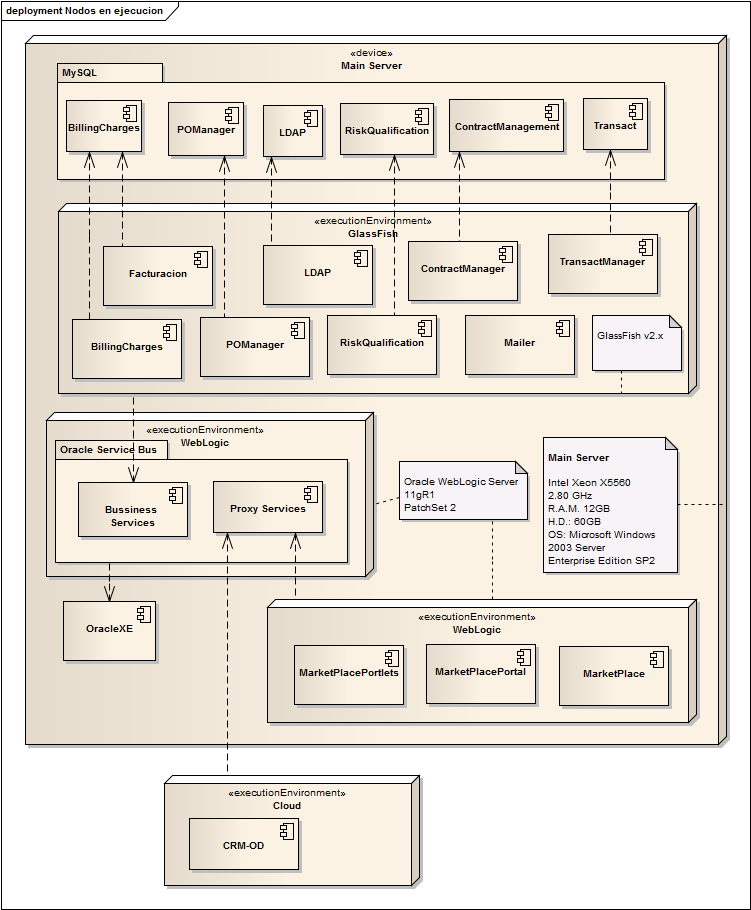 deployment Nodos en ejecucion
«device»
Main Server
MySQL
BillingCharges
POManager
LDAP
RiskQualification
ContractManagement
Transact
«executionEnvironment»
GlassFish
Facturacion
LDAP
ContractManager
TransactManager
BillingCharges
POManager
RiskQualification
Mailer
GlassFish v2.x
«executionEnvironment»
WebLogic
Oracle Service Bus
Bussiness
Services
Proxy Services
Oracle WebLogic Server
11gR1
PatchSet 2
Main Server
Intel Xeon X5560
2.80 GHz
R.A.M. 12GB
H.D.: 60GB
OS: Microsoft Windows
2003 Server
Enterprise Edition SP2
OracleXE
«executionEnvironment»
WebLogic
MarketPlacePortlets
MarketPlacePortal
MarketPlace
«executionEnvironment»
Cloud
CRM-OD